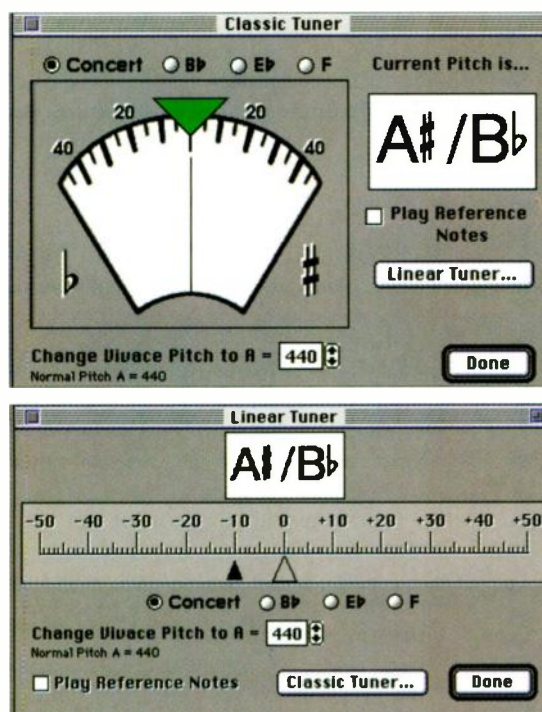 Classic Tuner
Concert B♭ E♭ F
Current Pitch is...
40 20 20 40
A♯/B♭
♭ ♯
Play Reference
Notes
Linear Tuner...
Change Vivace Pitch to A = 440
Normal Pitch A = 440
Done
Linear Tuner
A♯/B♭
-50 -40 -30 -20 -10 0 +10 +20 +30 +40 +50
Concert B♭ E♭ F
Change Vivace Pitch to A = 440
Normal Pitch A = 440
Play Reference Notes
Classic Tuner...
Done